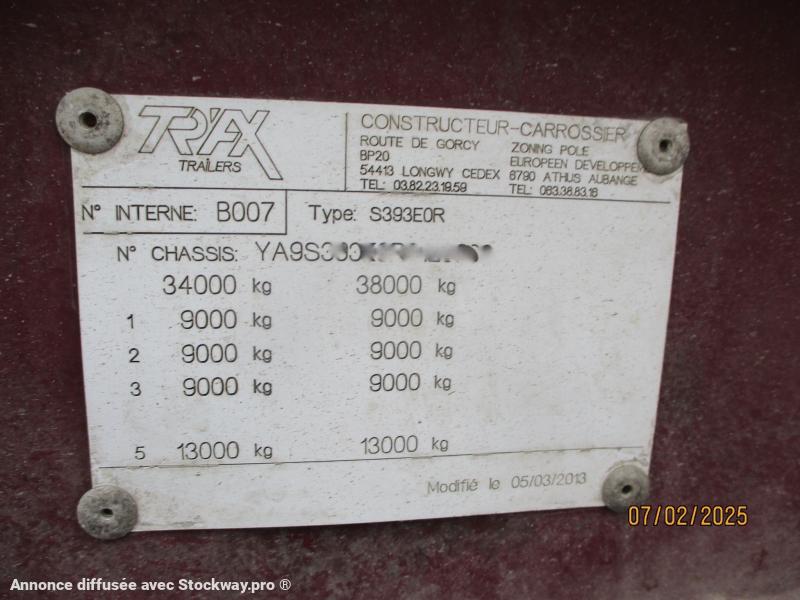 TRAX
TRAILERS
CONSTRUCTEUR-CARROSSIER
ROUTE DE GORCY
BP20
54413 LONGWY CEDEX
TEL: 03.82.23.19.59
ZONING POLE
EUROPEEN DEVELOPPEM
6790 ATHUS AUBANGE
TEL: 063.38.83.18
N° INTERNE: B007 Type: S393E0R
N° CHASSIS:
34000 kg 38000 kg
1 9000 kg 9000 kg
2 9000 kg 9000 kg
3 9000 kg 9000 kg
5 13000 kg 13000 kg
Modifié le 05/03/2013
07/02/2025
Annonce diffusée avec Stockway.pro ®